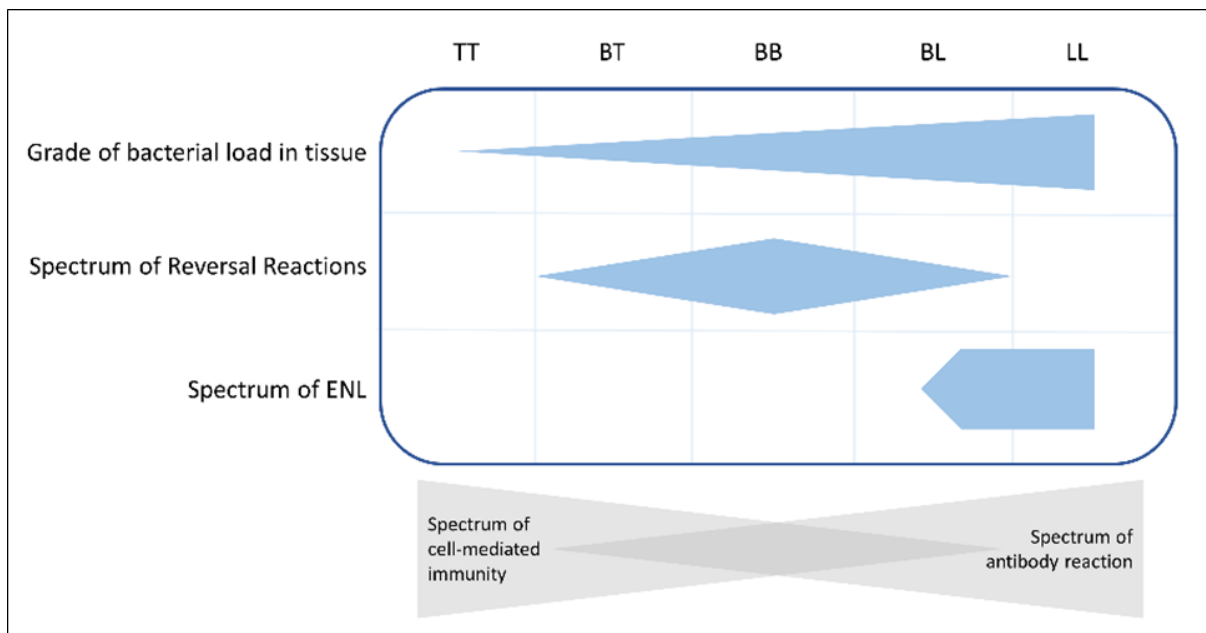 TT BT BB BL LL
Grade of bacterial load in tissue
Spectrum of Reversal Reactions
Spectrum of ENL
Spectrum of
cell-mediated
immunity
Spectrum of
antibody reaction